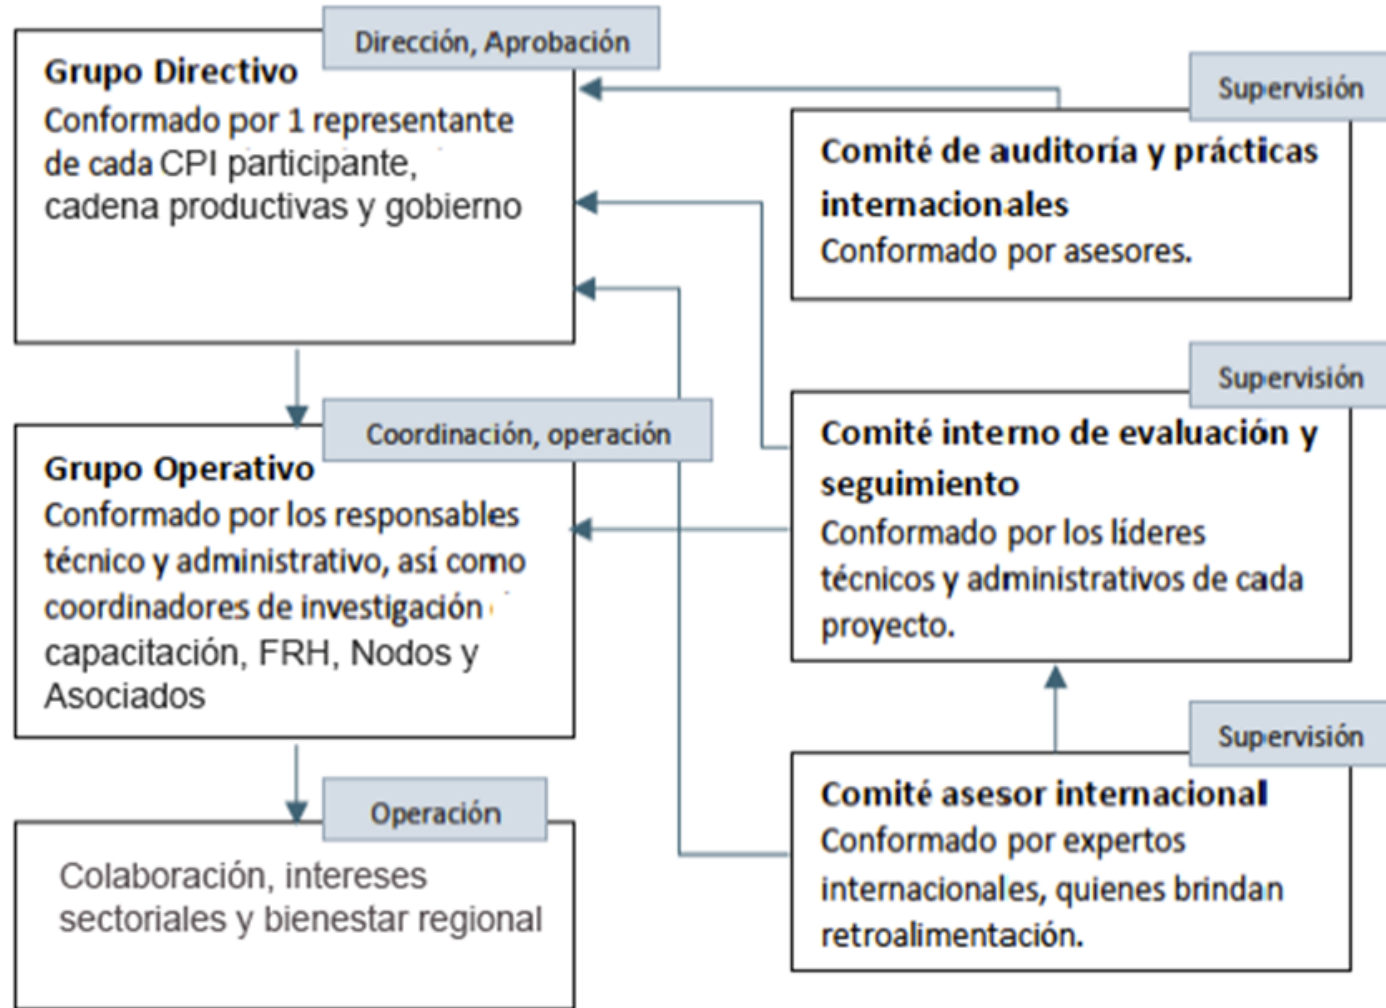 Dirección, Aprobación
Grupo Directivo
Conformado por 1 representante
de cada CPI participante,
cadena productivas y gobierno
Supervisión
Comité de auditoría y prácticas
internacionales
Conformado por asesores.
Coordinación, operación
Grupo Operativo
Conformado por los responsables
técnico y administrativo, así como
coordinadores de investigación
capacitación, FRH, Nodos y
Asociados
Supervisión
Comité interno de evaluación y
seguimiento
Conformado por los líderes
técnicos y administrativos de cada
proyecto.
Operación
Colaboración, intereses
sectoriales y bienestar regional
Supervisión
Comité asesor internacional
Conformado por expertos
internacionales, quienes brindan
retroalimentación.